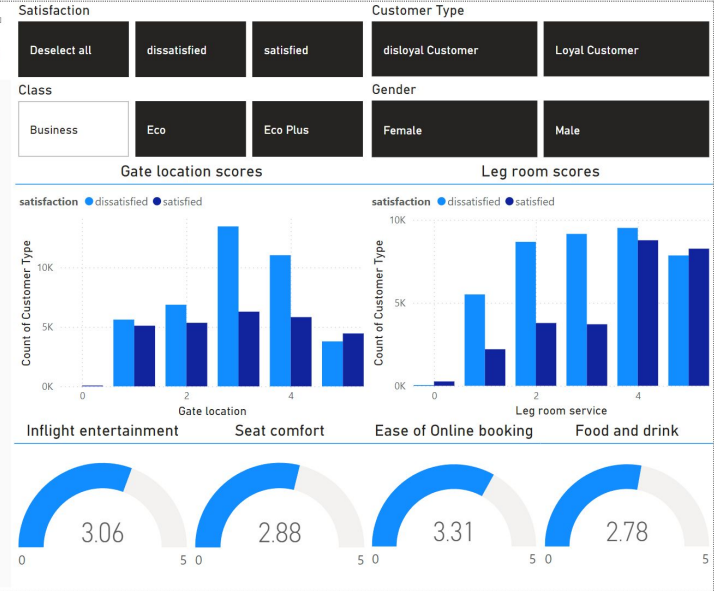 Satisfaction
Customer Type
Deselect all
dissatisfied
satisfied
disloyal Customer
Loyal Customer
Class
Gender
Business
Eco
Eco Plus
Female
Male
Gate location scores
Leg room scores
satisfaction dissatisfied satisfied
satisfaction dissatisfied satisfied
Count of Customer Type
10K
5K
0K
0 2 4
Gate location
Count of Customer Type
10K
5K
0K
0 2 4
Leg room service
Inflight entertainment
Seat comfort
Ease of Online booking
Food and drink
3.06
0 5
2.88
0 5
3.31
0 5
2.78
0 5